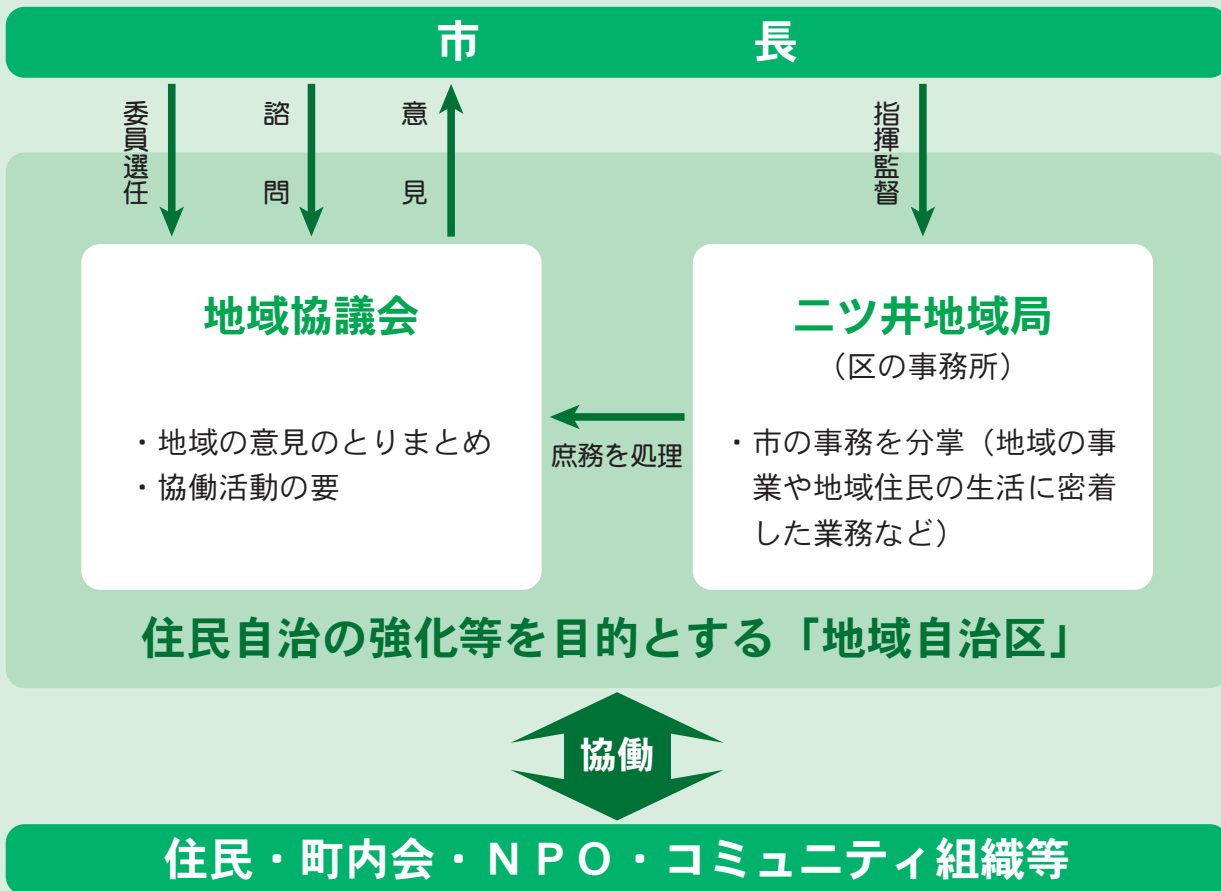 市長
委員選任
諮問
意見
指揮監督
地域協議会
・地域の意見のとりまとめ
・協働活動の要
庶務を処理
二ツ井地域局
（区の事務所）
・市の事務を分掌（地域の事
業や地域住民の生活に密着
した業務など）
住民自治の強化等を目的とする「地域自治区」
協働
住民・町内会・ＮＰＯ・コミュニティ組織等